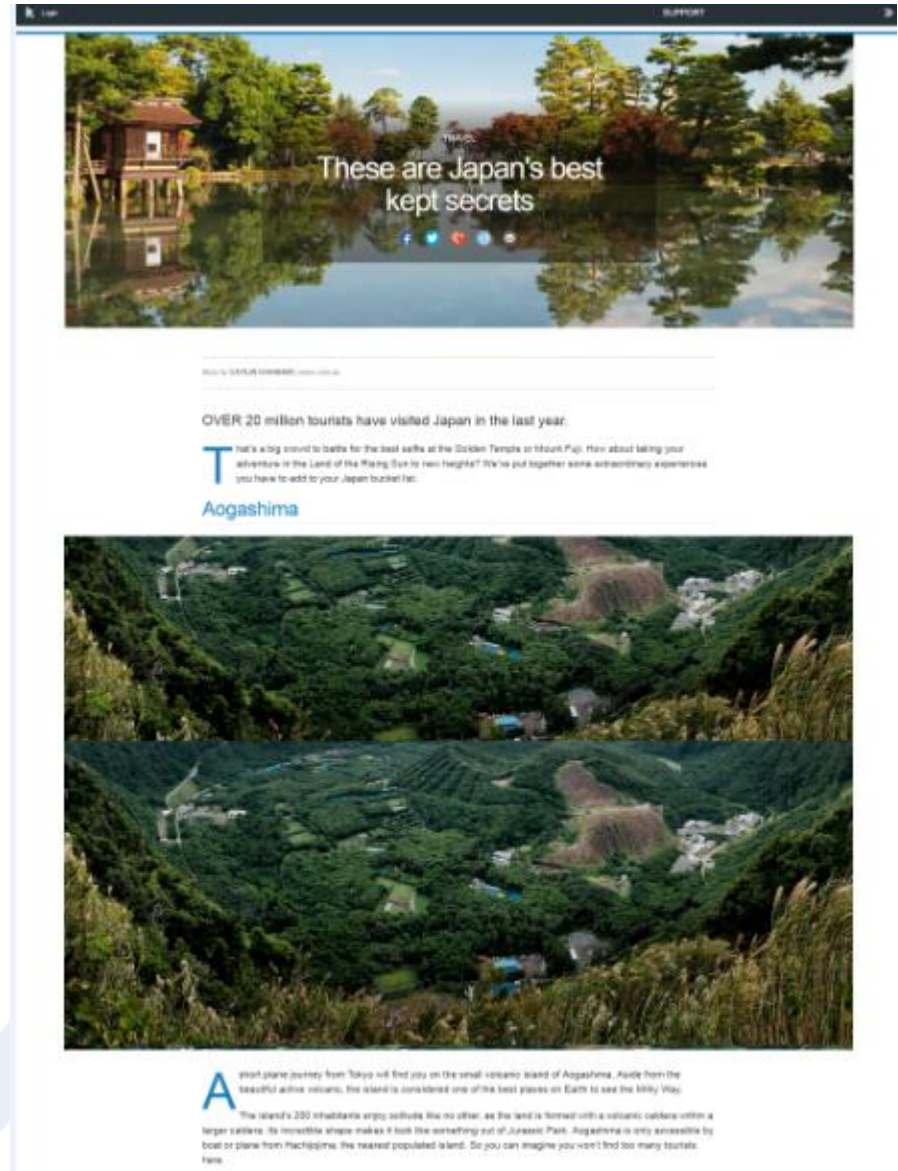 Login
SUPPORT
TRAVEL
These are Japan's best
kept secrets
Story by
OVER 20 million tourists have visited Japan in the last year.
That's a big crowd to battle for the best selfie at the Golden Temple or Mount Fuji. How about taking your
adventure in the Land of the Rising Sun to new heights? We've put together some extraordinary experiences
you have to add to your Japan bucket list.
Aogashima
A short plane journey from Tokyo will find you on the small volcanic island of Aogashima. Aside from the
beautiful active volcano, the island is considered one of the best places on Earth to see the Milky Way.
The island's 200 inhabitants enjoy solitude like no other, as the land is formed with a volcanic caldera within a
larger caldera. Its incredible shape makes it look like something out of Jurassic Park. Aogashima is only accessible by
boat or plane from Hachijojima, the nearest populated island. So you can imagine you won't find too many tourists
here.